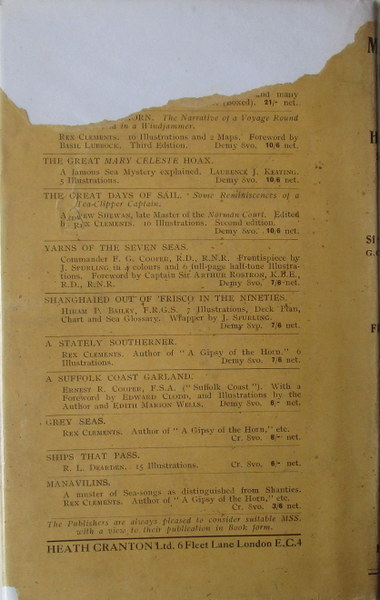 and many
(boxed). 21/- net.
ORN. The Narrative of a Voyage Round
in a Windjammer.
REX CLEMENTS. 16 Illustrations and 2 Maps. Foreword by
BASIL LUBBOCK. Third Edition. Demy 8vo. 10/6 net.
THE GREAT MARY CELESTE HOAX.
A famous Sea Mystery explained. LAURENCE J. KEATING.
5 Illustrations. Demy 8vo. 10/6 net.
THE GREAT DAYS OF SAIL. Some Reminiscences of
a Tea-Clipper Captain.
ANDREW SHEWAN, late Master of the Norman Court. Edited
by REX CLEMENTS. 16 Illustrations. Second edition.
Demy 8vo. 10/6 net.
YARNS OF THE SEVEN SEAS.
Commander F. G. COOPER, R.D., R.N.R. Frontispiece by
J. SPURLING in 4 colours and 6 full-page half-tone Illustra-
tions. Foreword by Captain Sir ARTHUR ROSTRON, K.B.E.,
R.D., R.N.R. Demy 8vo. 7/6 net.
SHANGHAIED OUT OF 'FRISCO IN THE NINETIES.
HIRAM P. BAILEY, F.R.G.S. 7 Illustrations, Deck Plan,
Chart and Sea Glossary. Wrapper by J. SPURLING.
Demy 8vo. 7/6 net.
A STATELY SOUTHERNER.
REX CLEMENTS. Author of "A Gipsy of the Horn." 6
Illustrations. Demy 8vo. 7/6 net.
A SUFFOLK COAST GARLAND.
ERNEST R. COOPER, F.S.A. ("Suffolk Coast"). With a
Foreword by EDWARD CLODD, and Illustrations by the
Author and EDITH MARION WELLS. Demy 8vo. 6/- net.
GREY SEAS.
REX CLEMENTS. Author of "A Gipsy of the Horn," etc.
Cr. 8vo. 6/- net.
SHIPS THAT PASS.
R. L. DEARDEN. 15 Illustrations. Cr. 8vo. 6/- net.
MANAVILINS.
A muster of Sea-songs as distinguished from Shanties.
REX CLEMENTS. Author of "A Gipsy of the Horn," etc.
Cr. 8vo. 3/6 net.
The Publishers are always pleased to consider suitable MSS.
with a view to their publication in Book form.
HEATH CRANTON Ltd. 6 Fleet Lane London E.C.4